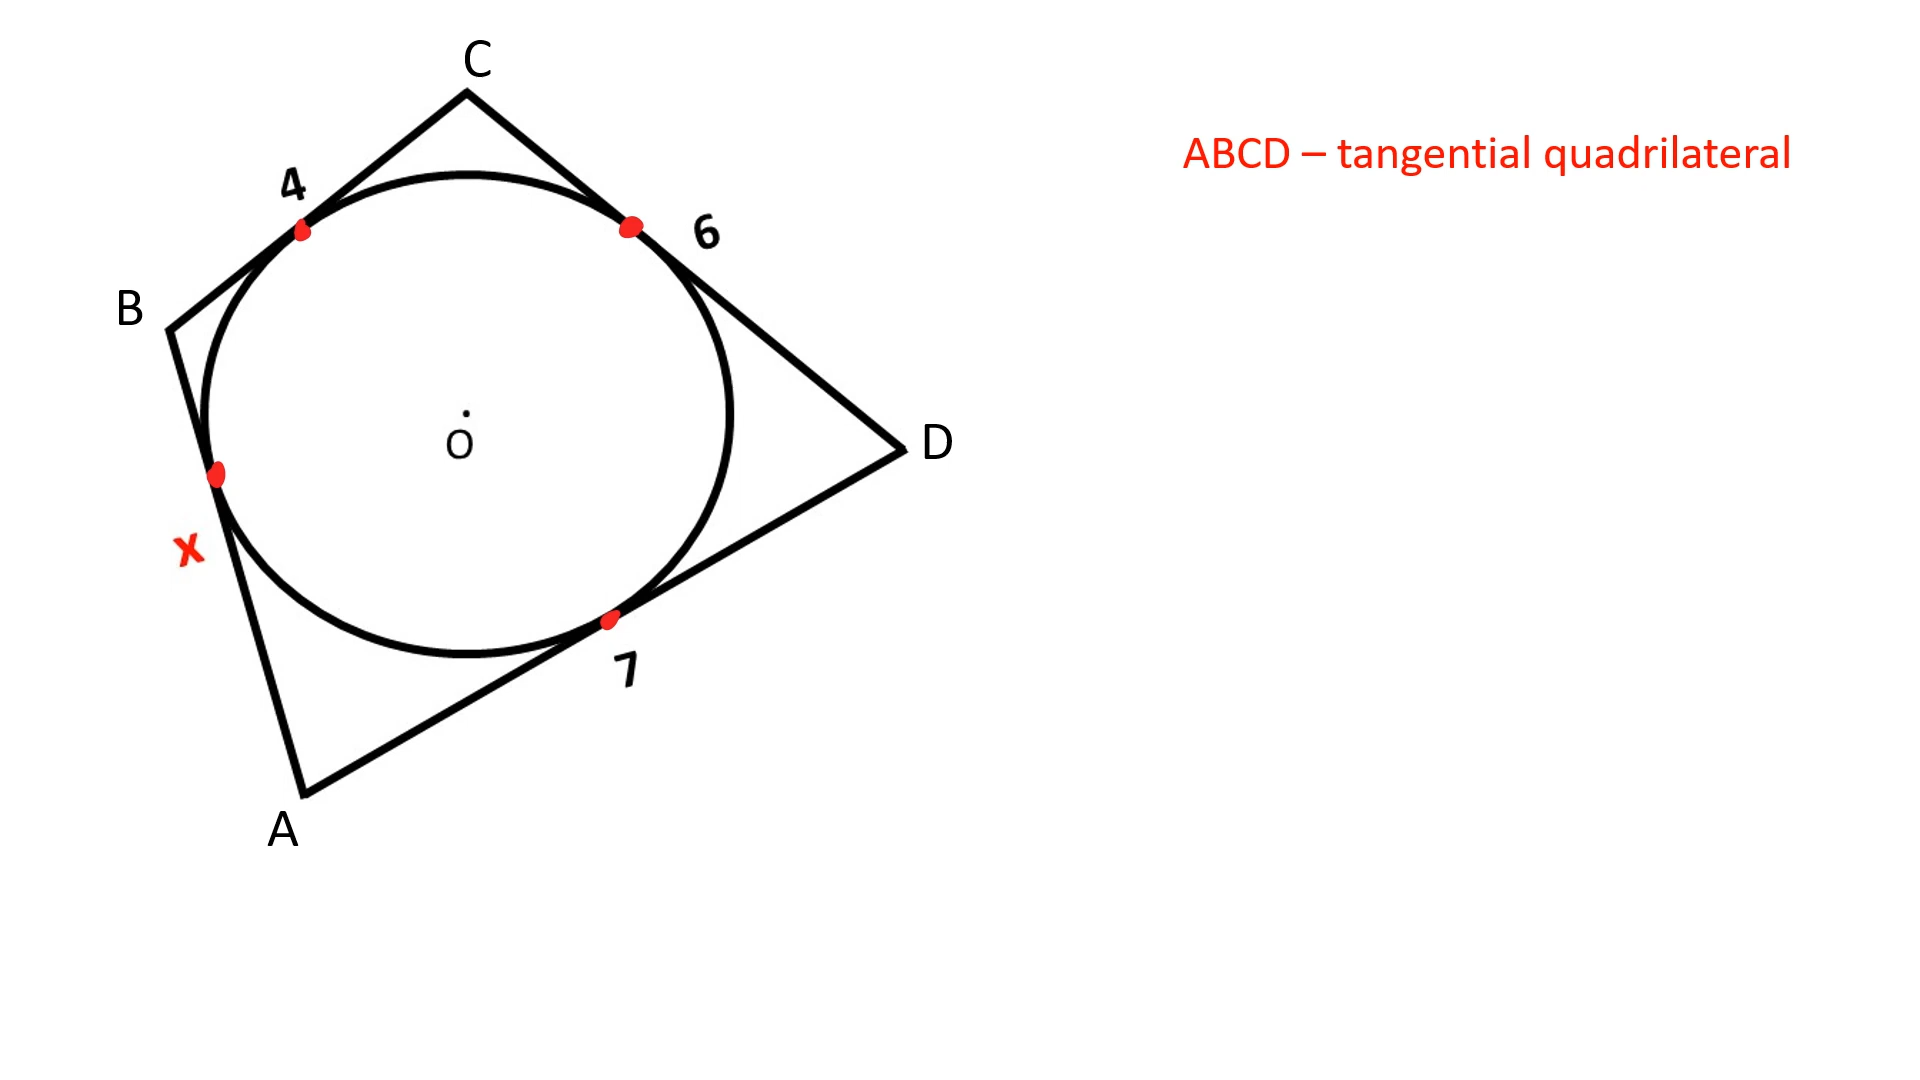 C
ABCD – tangential quadrilateral
4
6
B
D
O
x
7
A